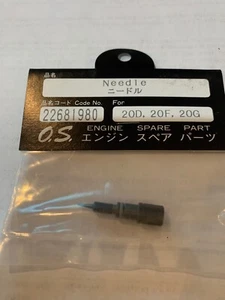 品名
Needle
ニードル
品名コード Code No. For
22681980 20D. 20F. 20G
O.S. ENGINE SPARE PART
エンジン スペア パーツ